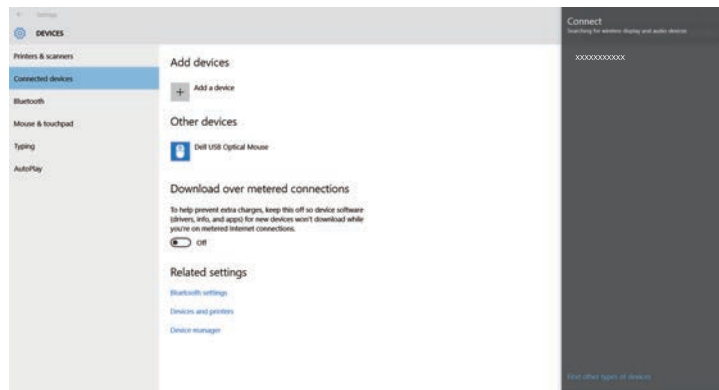 Settings
DEVICES
Printers & scanners
Connected devices
Bluetooth
Mouse & touchpad
Typing
AutoPlay
Add devices
Add a device
Other devices
Dell USB Optical Mouse
Download over metered connections
To help prevent extra charges, keep this off so device software
(drivers, info, and apps) for new devices won't download while
you're on metered Internet connections.
Off
Related settings
Bluetooth settings
Devices and printers
Device manager
Connect
Searching for wireless display and audio devices
xxxxxxxxxxx
Find other types of devices